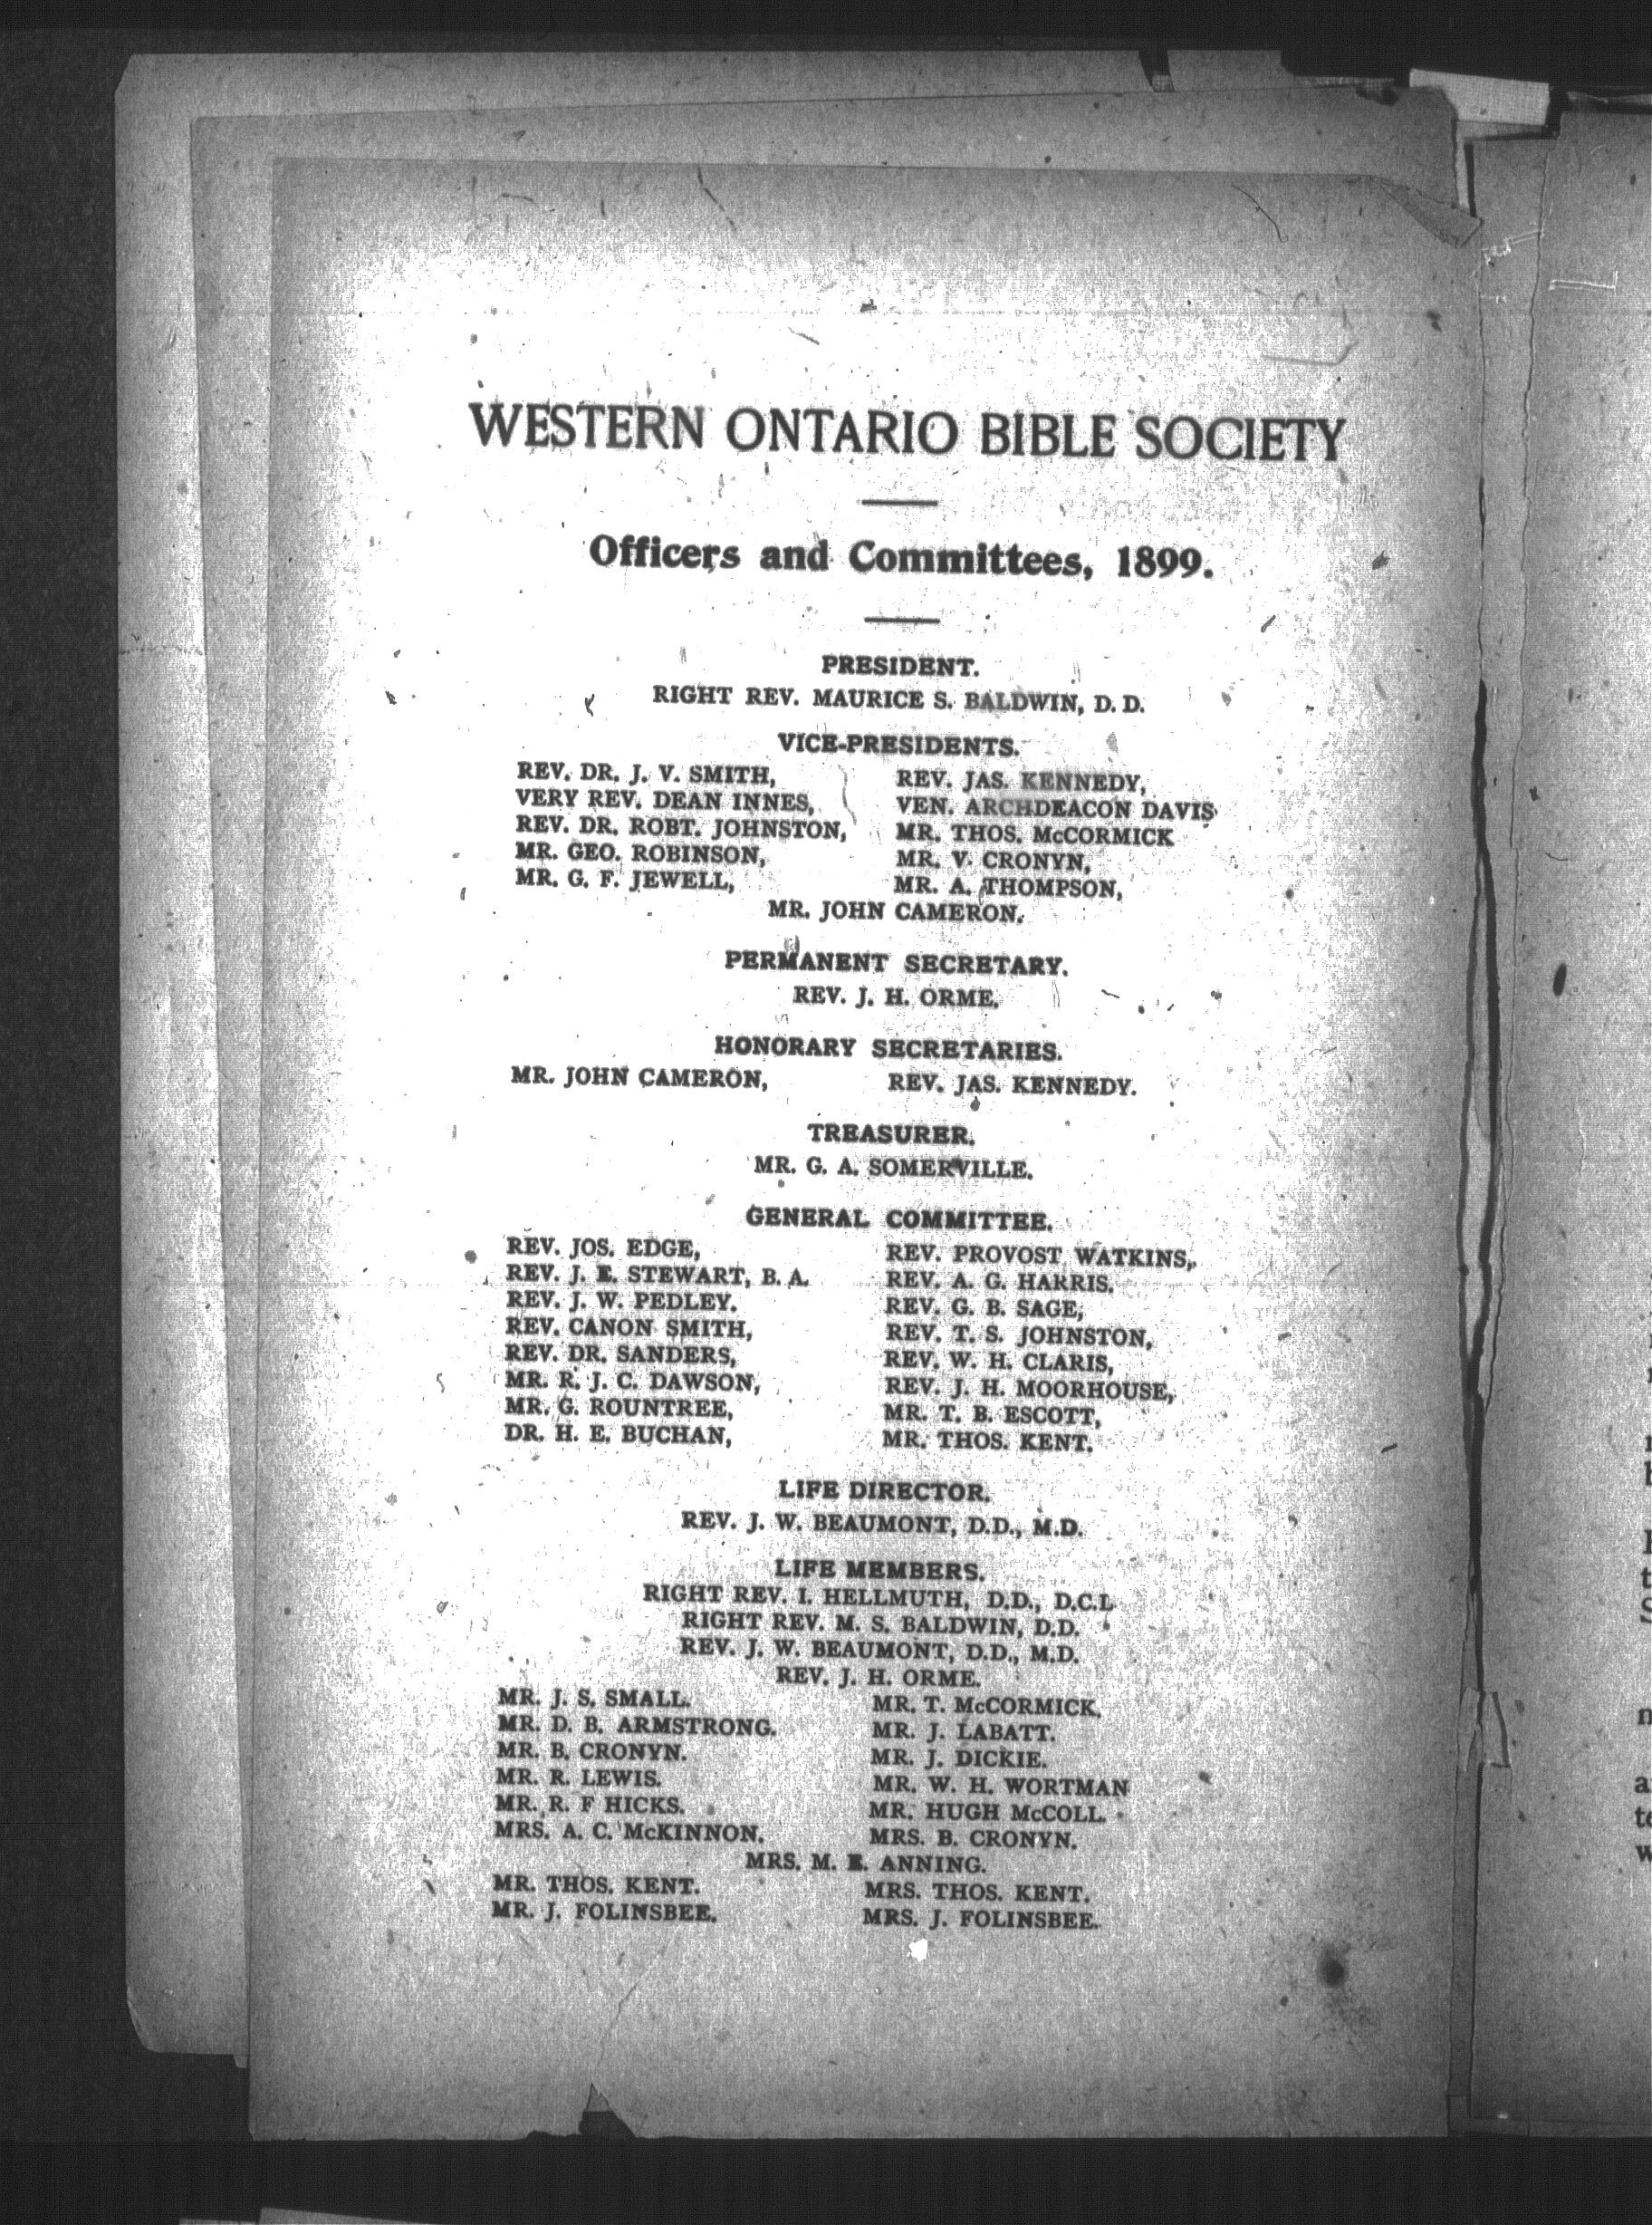 WESTERN ONTARIO BIBLE SOCIETY
Officers and Committees, 1899.
PRESIDENT.
RIGHT REV. MAURICE S. BALDWIN, D. D.
VICE-PRESIDENTS.
REV. DR. J. V. SMITH, REV. JAS. KENNEDY,
VERY REV. DEAN INNES, VEN. ARCHDEACON DAVIS
REV. DR. ROBT. JOHNSTON, MR. THOS. McCORMICK
MR. GEO. ROBINSON, MR. V. CRONYN,
MR. G. F. JEWELL, MR. A. THOMPSON,
MR. JOHN CAMERON.
PERMANENT SECRETARY.
REV. J. H. ORME.
HONORARY SECRETARIES.
MR. JOHN CAMERON, REV. JAS. KENNEDY.
TREASURER.
MR. G. A. SOMERVILLE.
GENERAL COMMITTEE.
REV. JOS. EDGE, REV. PROVOST WATKINS,
REV. J. E. STEWART, B. A. REV. A. G. HARRIS.
REV. J. W. PEDLEY. REV. G. B. SAGE,
REV. CANON SMITH, REV. T. S. JOHNSTON,
REV. DR. SANDERS, REV. W. H. CLARIS,
MR. R. J. C. DAWSON, REV. J. H. MOORHOUSE,
MR. G. ROUNTREE, MR. T. B. ESCOTT,
DR. H. E. BUCHAN, MR. THOS. KENT.
LIFE DIRECTOR.
REV. J. W. BEAUMONT, D.D., M.D.
LIFE MEMBERS.
RIGHT REV. I. HELLMUTH, D.D., D.C.L
RIGHT REV. M. S. BALDWIN, D.D.
REV. J. W. BEAUMONT, D.D., M.D.
REV. J. H. ORME.
MR. J. S. SMALL. MR. T. McCORMICK.
MR. D. B. ARMSTRONG. MR. J. LABATT.
MR. B. CRONYN. MR. J. DICKIE.
MR. R. LEWIS. MR. W. H. WORTMAN
MR. R. F HICKS. MR. HUGH McCOLL.
MRS. A. C. McKINNON. MRS. B. CRONYN.
MRS. M. E. ANNING.
MR. THOS. KENT. MRS. THOS. KENT.
MR. J. FOLINSBEE. MRS. J. FOLINSBEE.